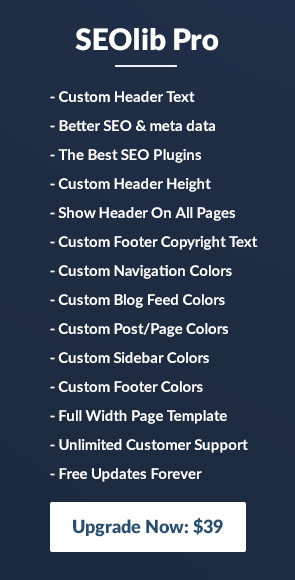 SEOlib Pro
- Custom Header Text
- Better SEO & meta data
- The Best SEO Plugins
- Custom Header Height
- Show Header On All Pages
- Custom Footer Copyright Text
- Custom Navigation Colors
- Custom Blog Feed Colors
- Custom Post/Page Colors
- Custom Sidebar Colors
- Custom Footer Colors
- Full Width Page Template
- Unlimited Customer Support
- Free Updates Forever
Upgrade Now: $39